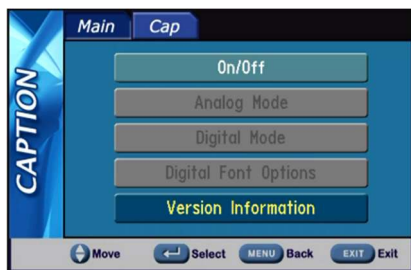 Main Cap
CAPTION
On/Off
Analog Mode
Digital Mode
Digital Font Options
Version Information
Move Select MENU Back EXIT Exit